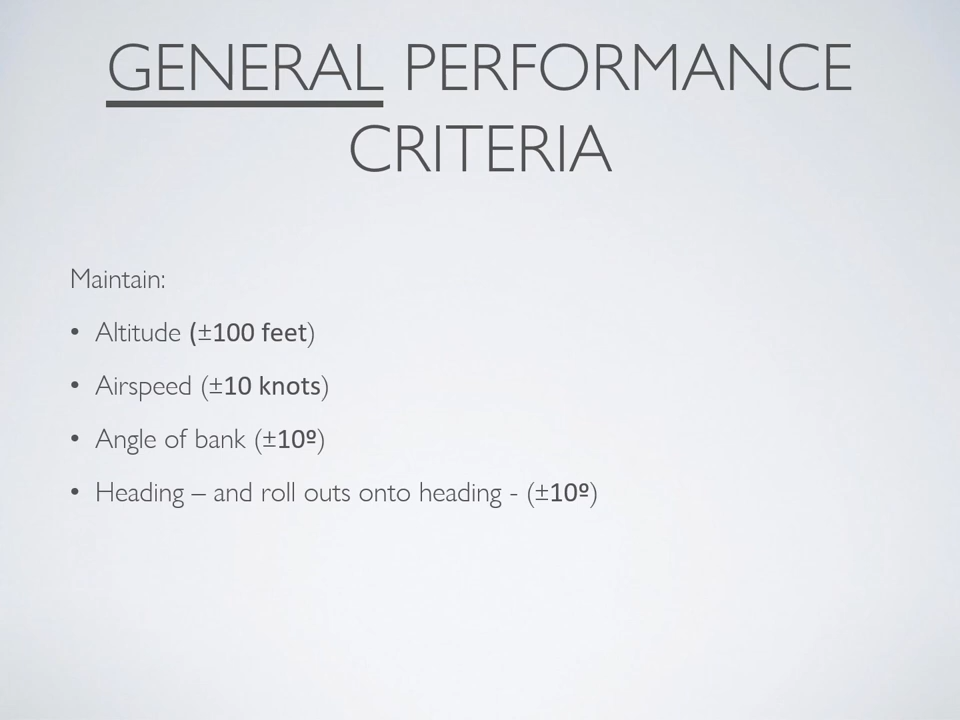 GENERAL PERFORMANCE
CRITERIA
Maintain:
• Altitude (±100 feet)
• Airspeed (±10 knots)
• Angle of bank (±10º)
• Heading – and roll outs onto heading - (±10º)